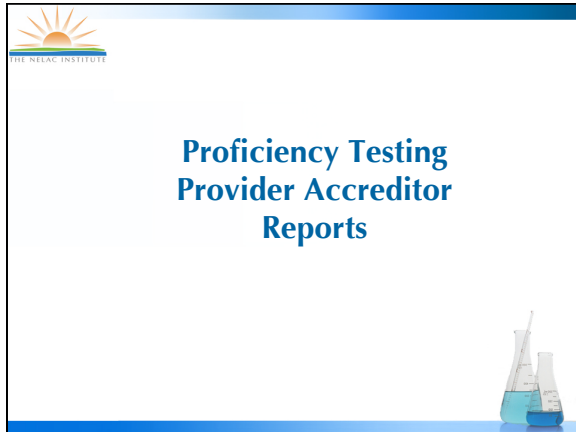 THE NELAC INSTITUTE
Proficiency Testing
Provider Accreditor
Reports